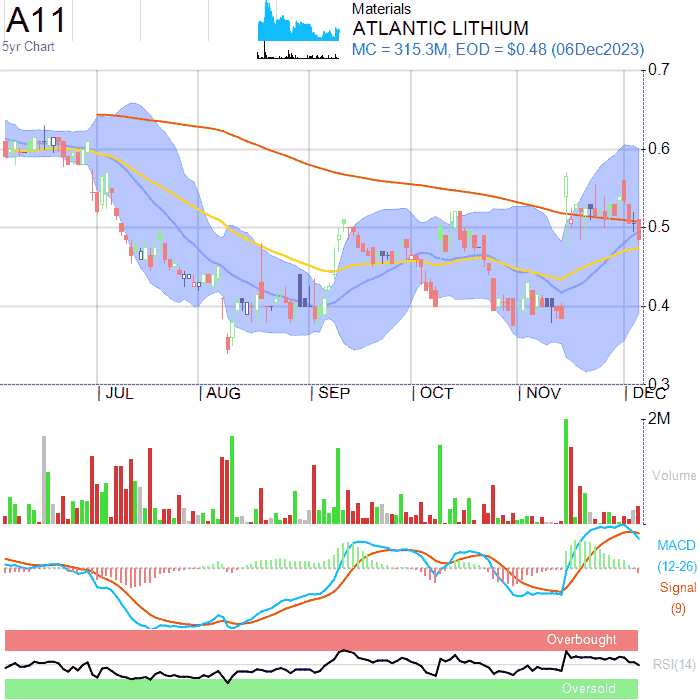 A11
5yr Chart
Materials
ATLANTIC LITHIUM
MC = 315.3M, EOD = $0.48 (06Dec2023)
0.7
0.6
0.5
0.4
0.3
JUL AUG SEP OCT NOV DEC
2M
Volume
MACD
(12-26)
Signal
(9)
Overbought
RSI(14)
Oversold